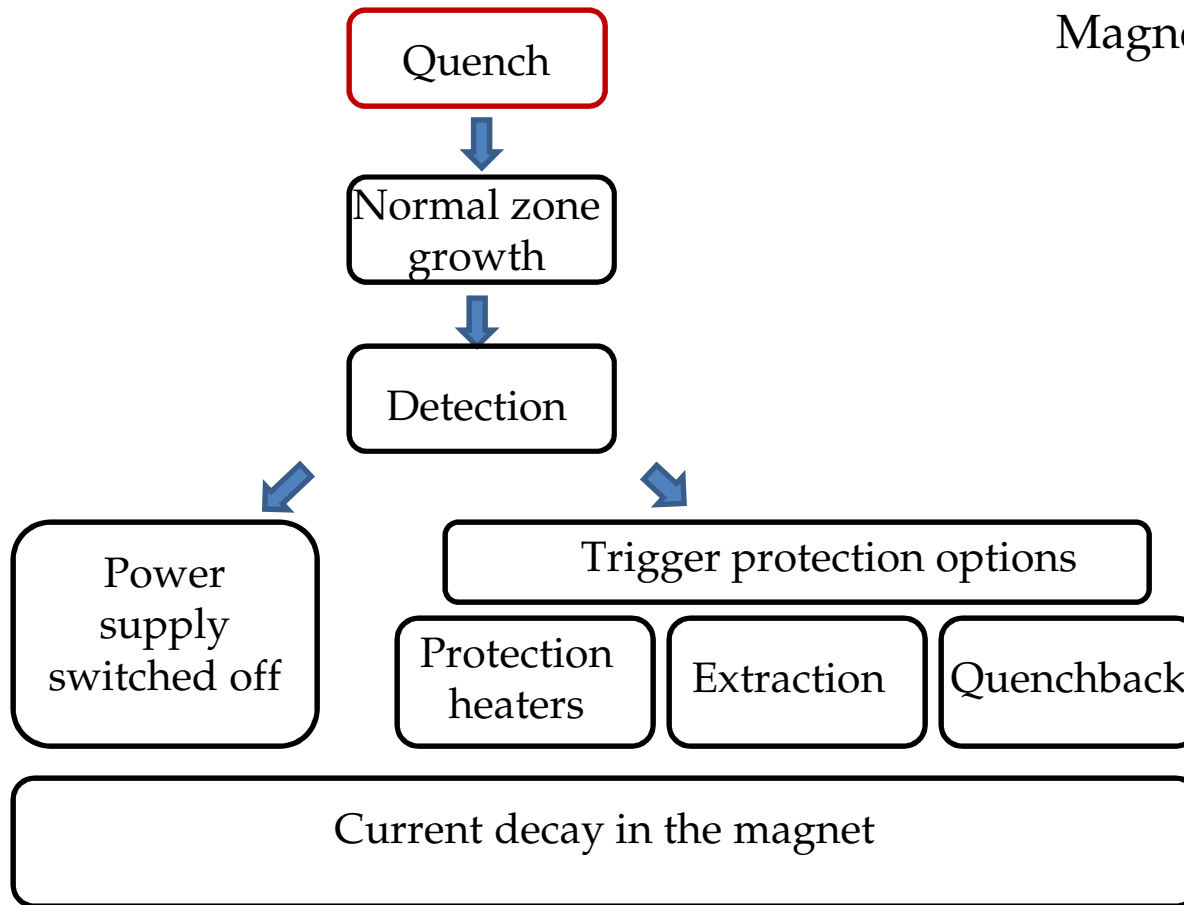 Magne
Quench
Normal zone
growth
Detection
Power
supply
switched off
Trigger protection options
Protection
heaters
Extraction
Quenchback
Current decay in the magnet